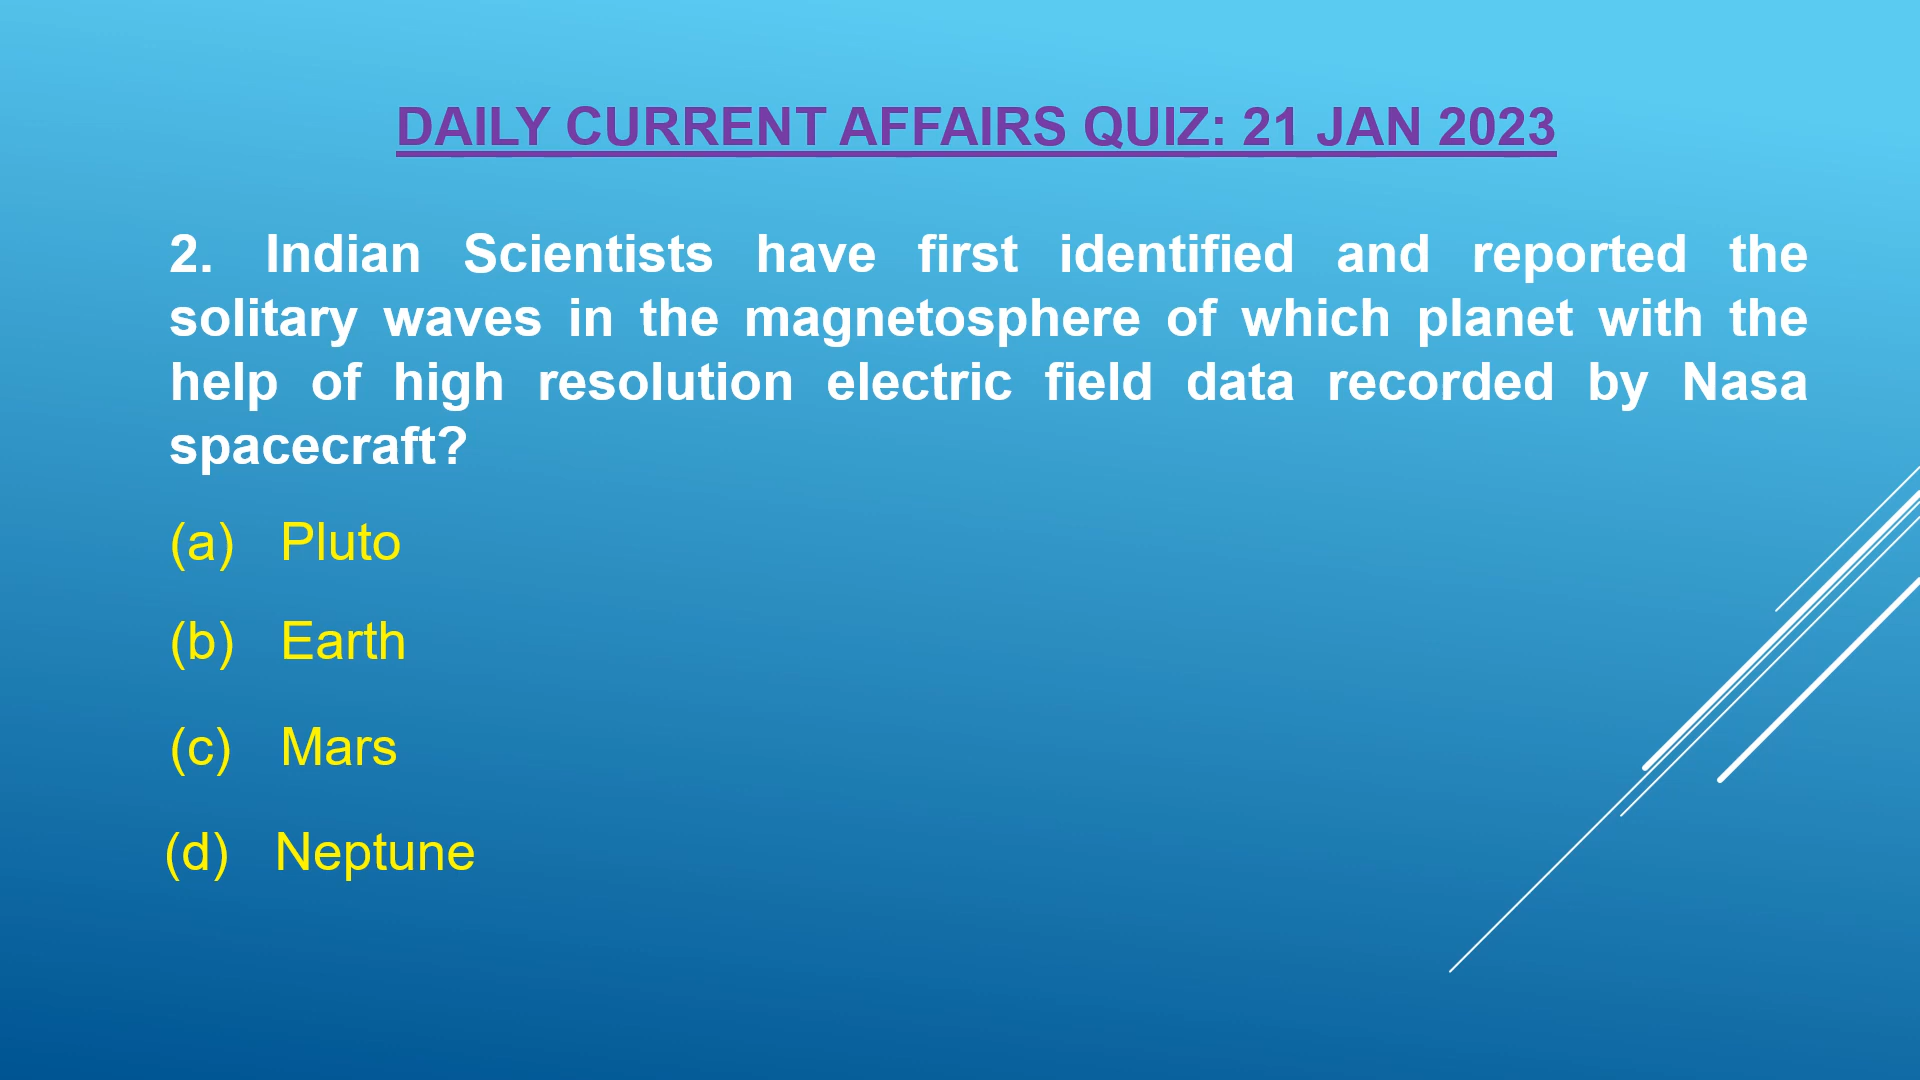 DAILY CURRENT AFFAIRS QUIZ: 21 JAN 2023
2. Indian Scientists have first identified and reported the
solitary waves in the magnetosphere of which planet with the
help of high resolution electric field data recorded by Nasa
spacecraft?
(a) Pluto
(b) Earth
(c) Mars
(d) Neptune